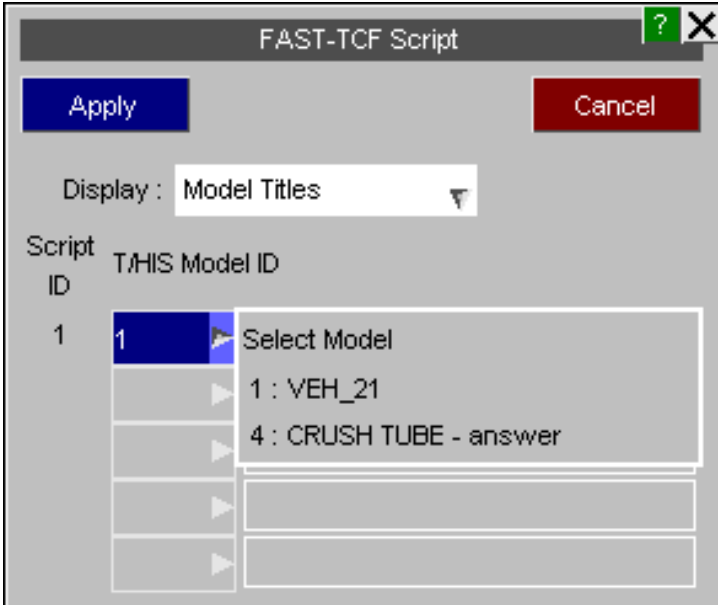 FAST-TCF Script
?
X
Apply
Cancel
Display : Model Titles
Script ID
T/HIS Model ID
1
1
Select Model
1 : VEH_21
4 : CRUSH TUBE - answer